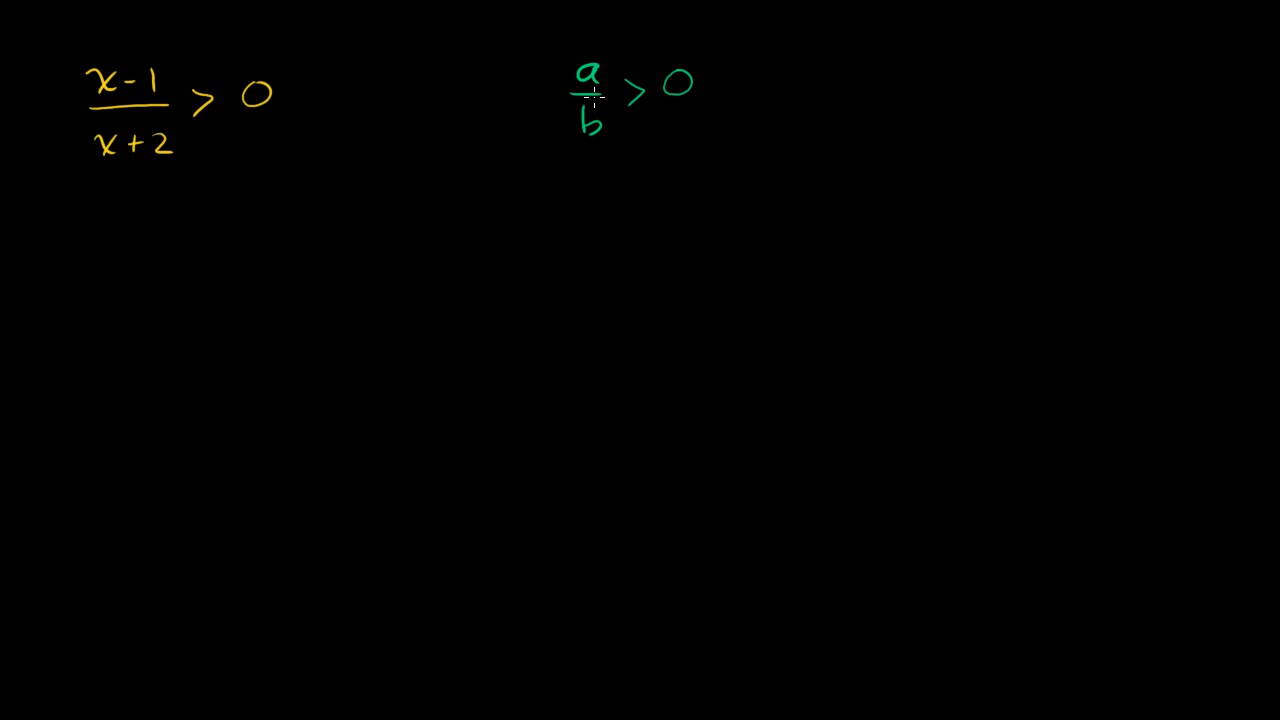 x-1
―― > 0
x+2
a
― > 0
b